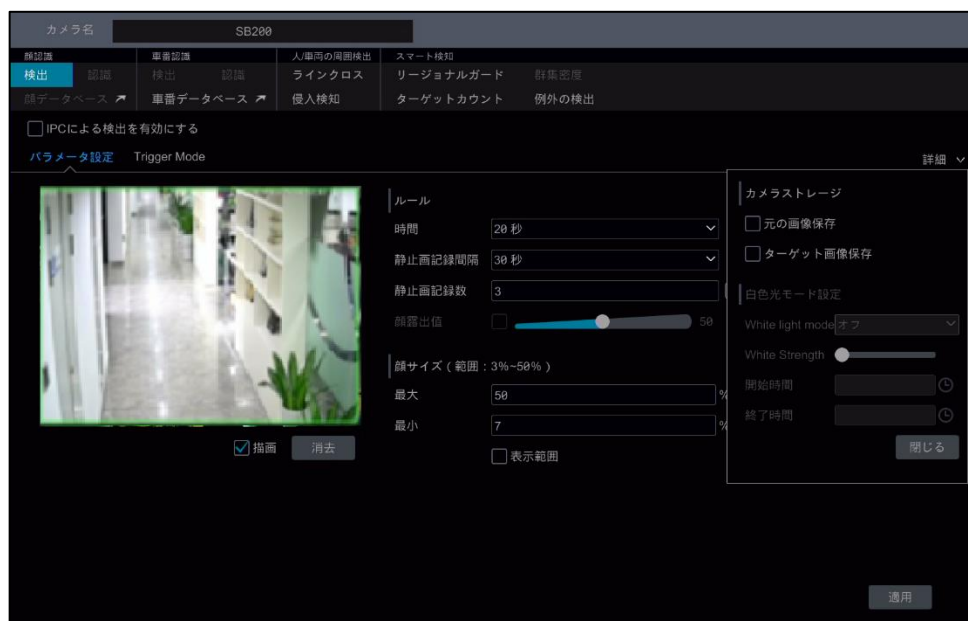 カメラ名 SB200
顔認識 車番認識 人/車両の周囲検出 スマート検知
検出 認識 検出 認識 ラインクロス リージョナルガード 群集密度
顔データベース 車番データベース 侵入検知 ターゲットカウント 例外の検出
IPCによる検出を有効にする
パラメータ設定 Trigger Mode 詳細
ルール
時間 20 秒
静止画記録間隔 30 秒
静止画記録数 3
顔露出値 50
顔サイズ ( 範囲 : 3%~50% )
最大 50 %
最小 7 %
表示範囲
描画 消去
カメラストレージ
元の画像保存
ターゲット画像保存
白色光モード設定
White light mode オフ
White Strength
開始時間
終了時間
閉じる
適用